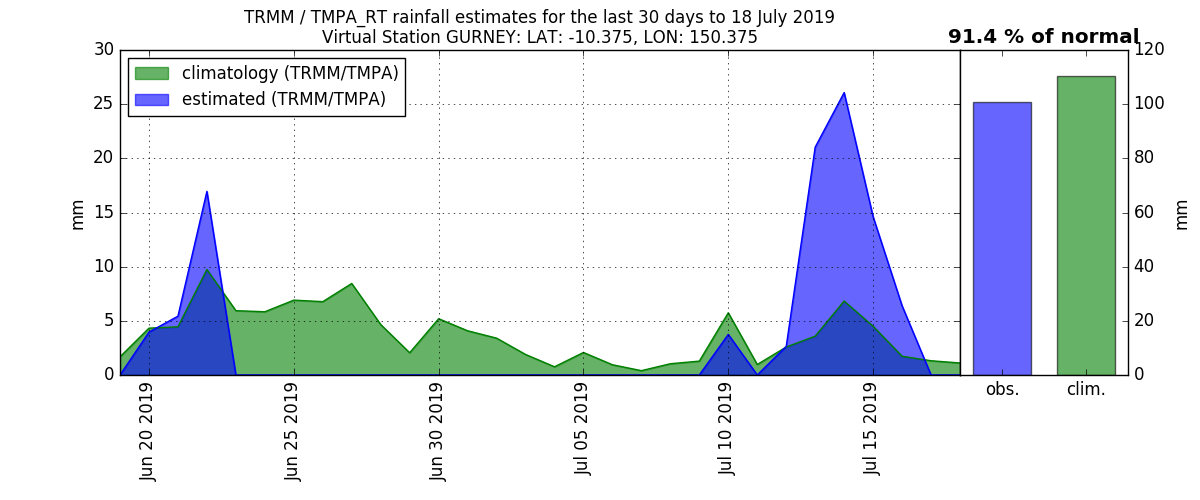 TRMM / TMPA_RT rainfall estimates for the last 30 days to 18 July 2019
Virtual Station GURNEY: LAT: -10.375, LON: 150.375
91.4 % of normal
climatology (TRMM/TMPA)
estimated (TRMM/TMPA)
30
25
20
15
10
5
0
mm
Jun 20 2019
Jun 25 2019
Jun 30 2019
Jul 05 2019
Jul 10 2019
Jul 15 2019
120
100
80
60
40
20
0
mm
obs.
clim.